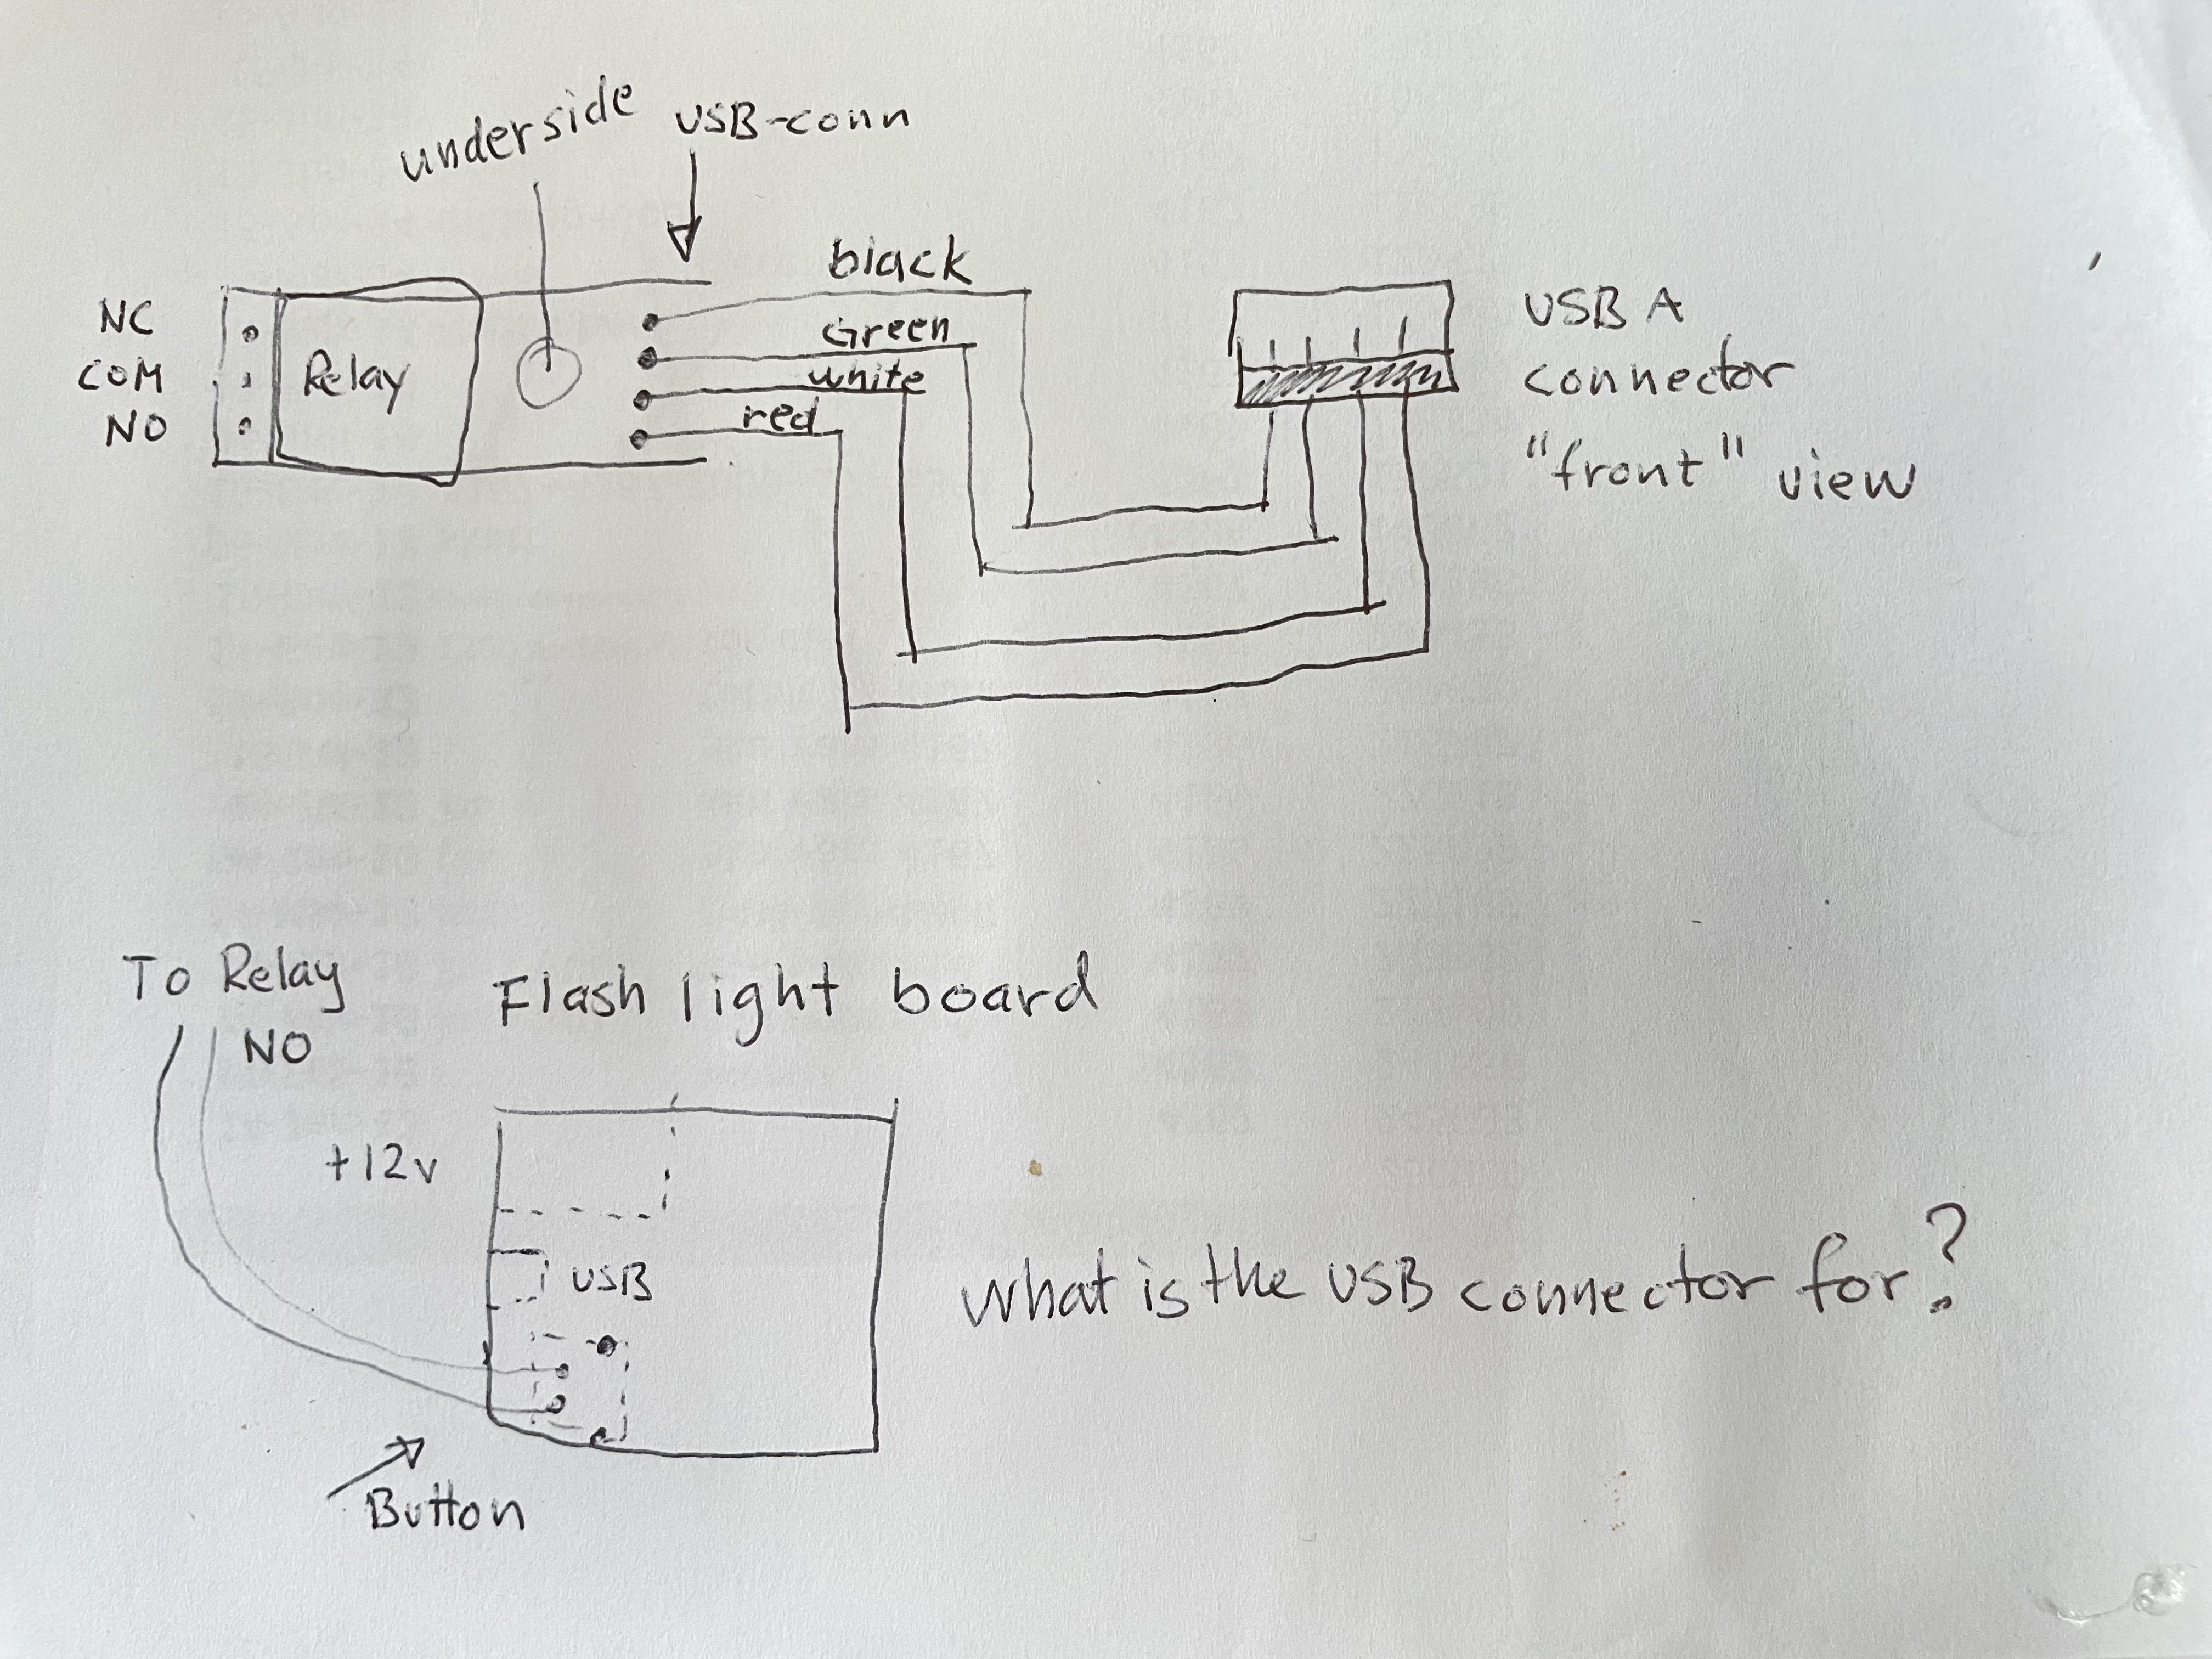 underside
USB-conn
black
Green
white
red
NC
COM
NO
Relay
USB A
connector
"front" view
To Relay
NO
Flash light board
+12v
USB
What is the USB connector for?
Button